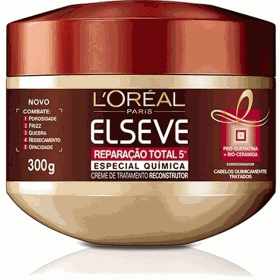 NOVO
COMBATE:
1 POROSIDADE
2 FRIZZ
3 QUEBRA
4 RESSECAMENTO
5 OPACIDADE
300g
L'ORÉAL
PARIS
ELSEVE
REPARAÇÃO TOTAL 5+
ESPECIAL QUÍMICA
CREME DE TRATAMENTO RECONSTRUTOR
PRO-QUERATINA
+ BIO-CERAMIDA
CONDICIONADOR
CABELOS QUIMICAMENTE
TRATADOS